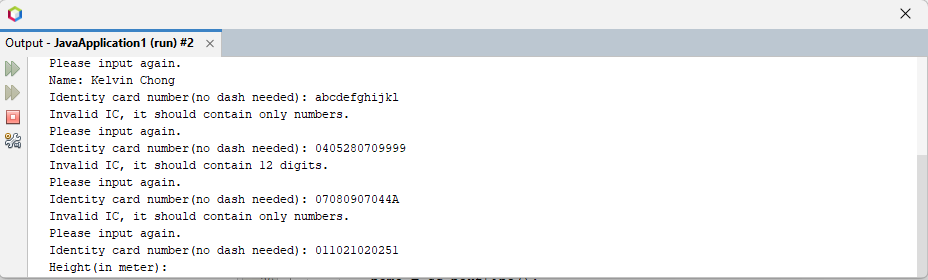 Output - JavaApplication1 (run) #2
Please input again.
Name: Kelvin Chong
Identity card number(no dash needed): abcdefghijkl
Invalid IC, it should contain only numbers.
Please input again.
Identity card number(no dash needed): 0405280709999
Invalid IC, it should contain 12 digits.
Please input again.
Identity card number(no dash needed): 07080907044A
Invalid IC, it should contain only numbers.
Please input again.
Identity card number(no dash needed): 011021020251
Height(in meter):